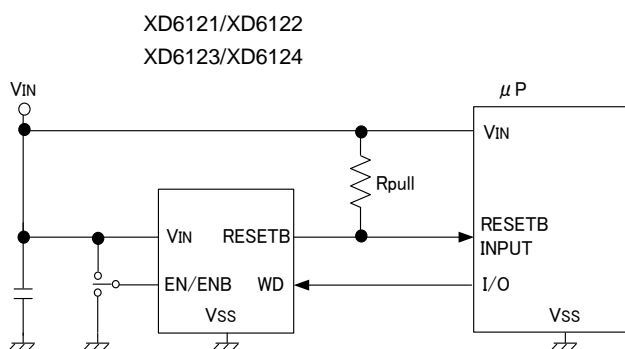 XD6121/XD6122
XD6123/XD6124
VIN
μP
VIN
Rpull
VIN
RESETB
RESETB
INPUT
EN/ENB
WD
I/O
VSS
VSS